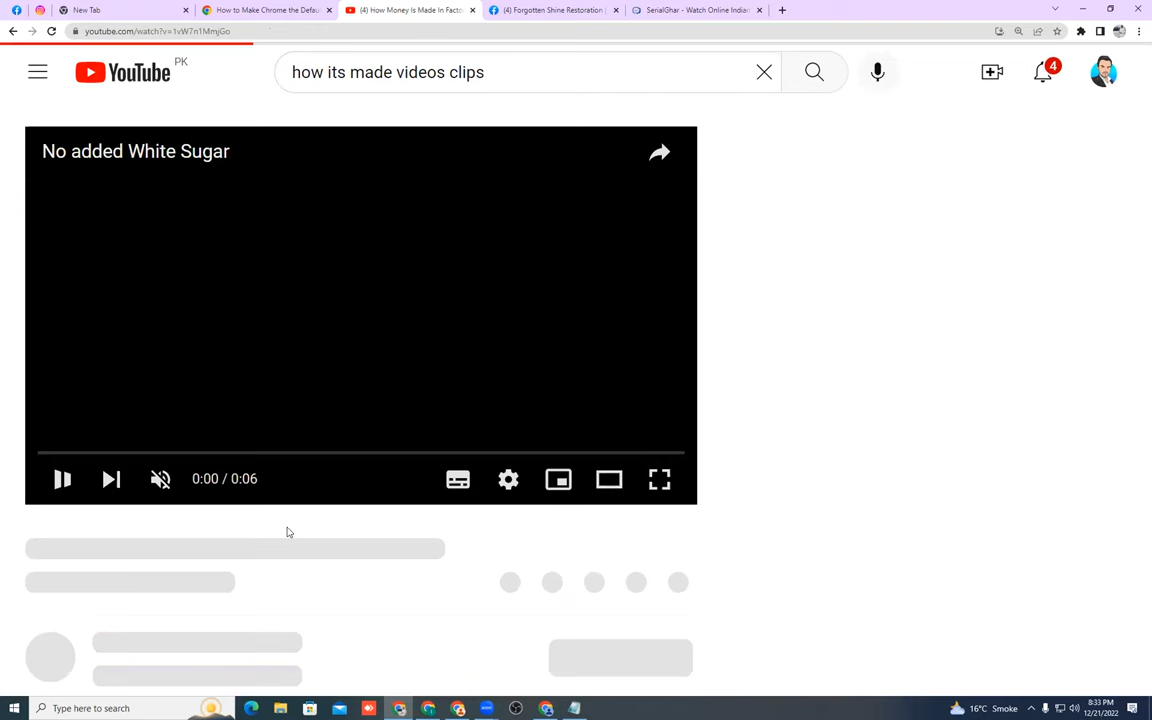 New Tab
How to Make Chrome the Defau
(4) How Money Is Made In Facto
(4) Forgotten Shine Restoration |
SerialGhar - Watch Online Indian
youtube.com/watch?v=1vW7n1MmjGo
YouTube PK
how its made videos clips
4
No added White Sugar
0:00 / 0:06
Type here to search
16°C Smoke
8:33 PM
12/21/2022